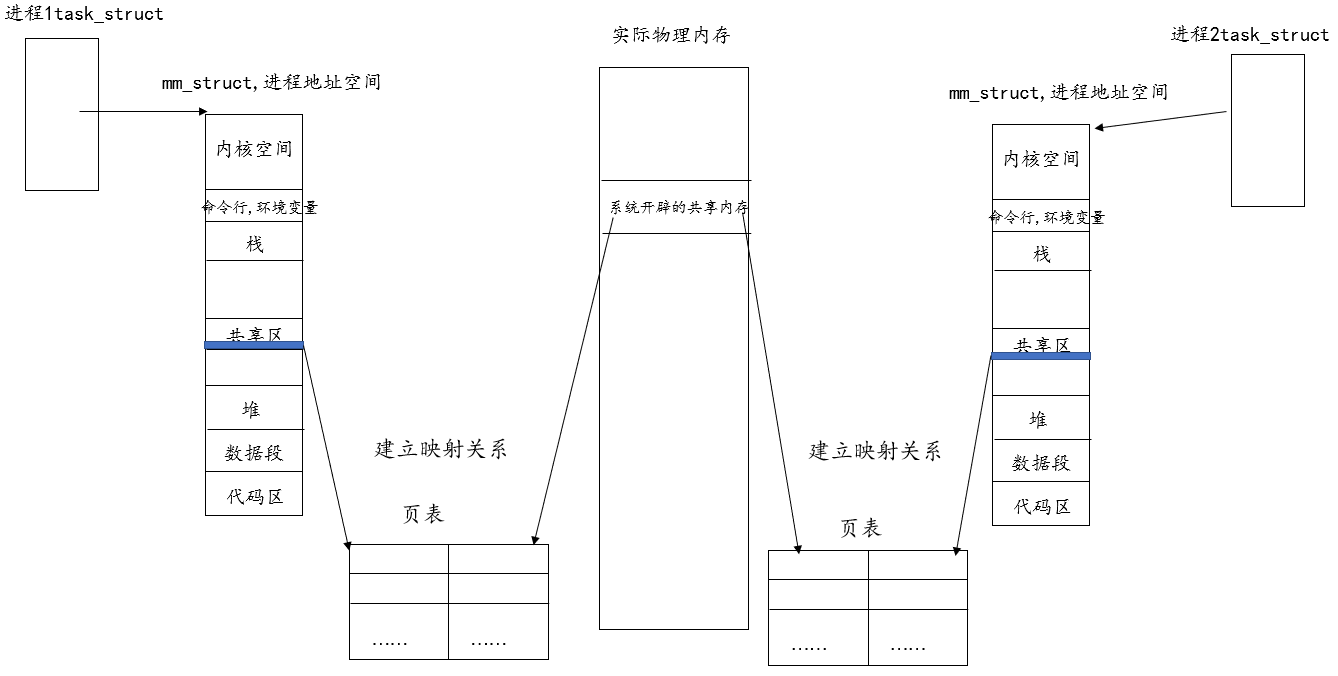 进程1task_struct
mm_struct,进程地址空间
内核空间
命令行,环境变量
栈
共享区
堆
数据段
代码区
建立映射关系
页表
…… ……
实际物理内存
系统开辟的共享内存
进程2task_struct
mm_struct,进程地址空间
内核空间
命令行,环境变量
栈
共享区
堆
数据段
代码区
建立映射关系
页表
…… ……